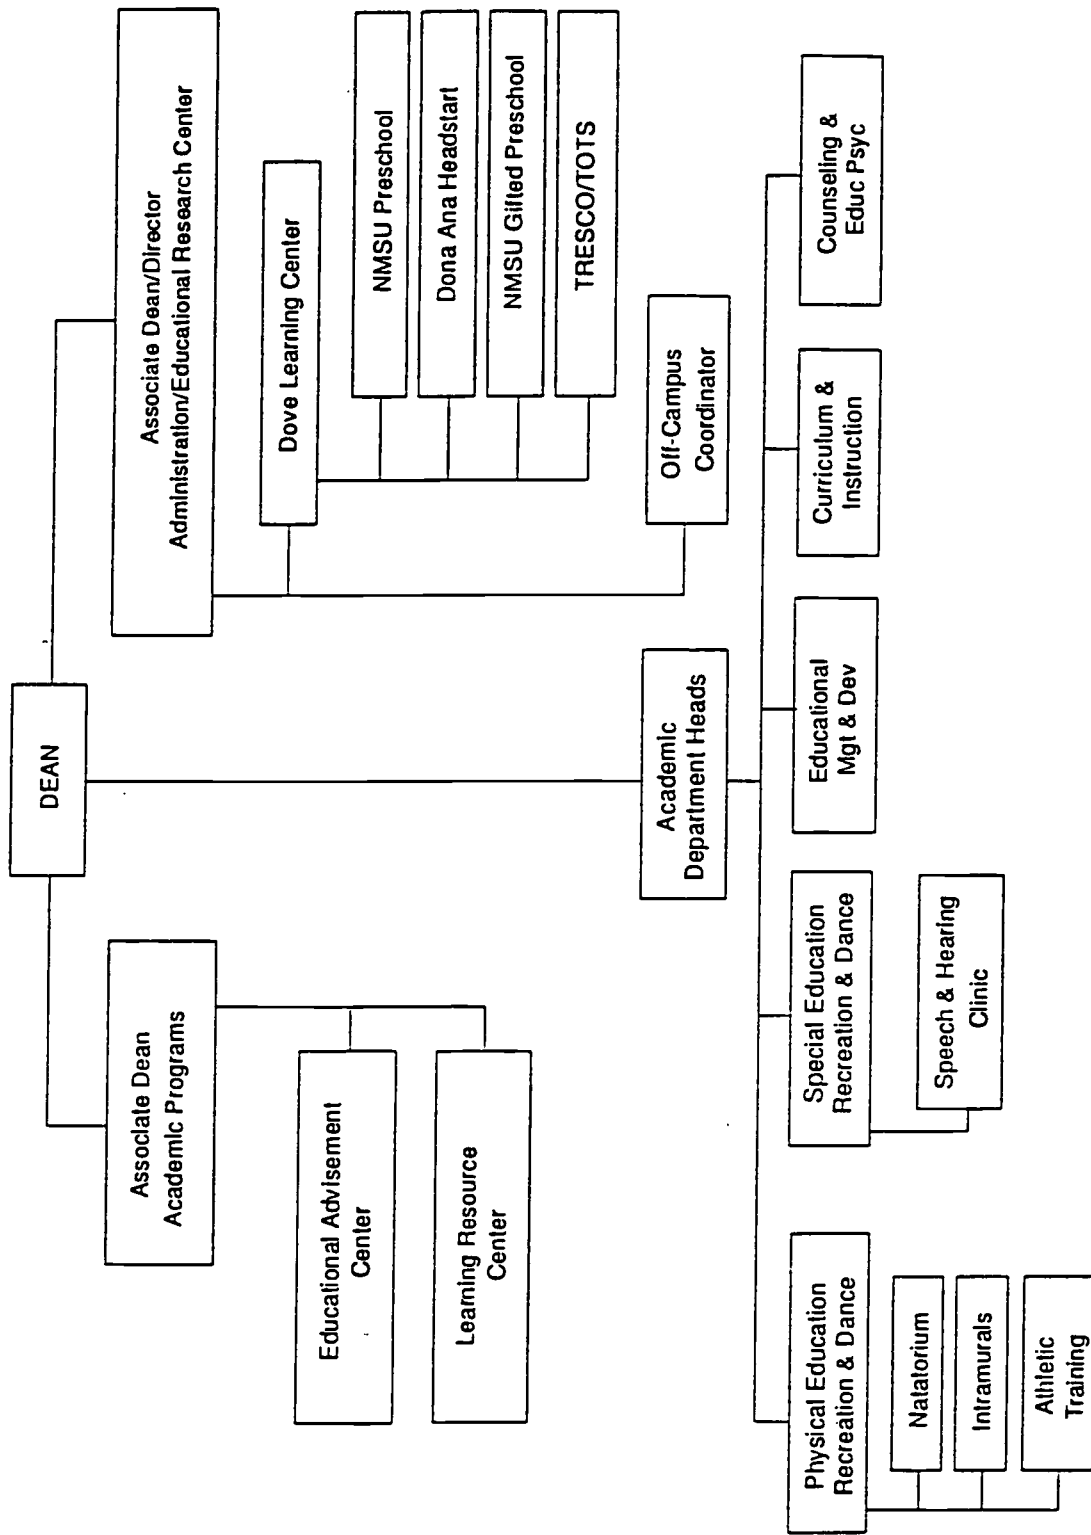 DEAN
Associate Dean
Academic Programs
Educational Advisement
Center
Learning Resource
Center
Associate Dean/Director
Administration/Educational Research Center
Dove Learning Center
NMSU Preschool
Dona Ana Headstart
NMSU Gifted Preschool
TRESCO/TOTS
Off-Campus
Coordinator
Academic
Department Heads
Physical Education
Recreation & Dance
Natatorium
Intramurals
Athletic
Training
Special Education
Recreation & Dance
Speech & Hearing
Clinic
Educational
Mgt & Dev
Curriculum &
Instruction
Counseling &
Educ Psyc